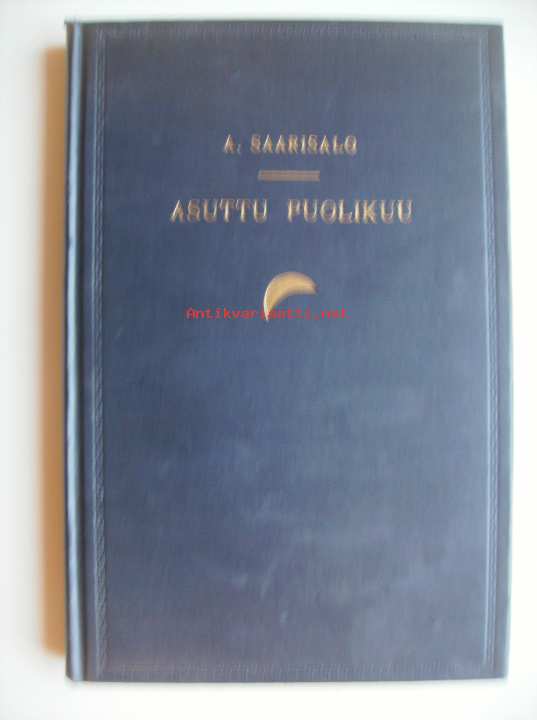 A. SAARISALO
ASUTTU PUOLIKUU
Antikvariaatti.net